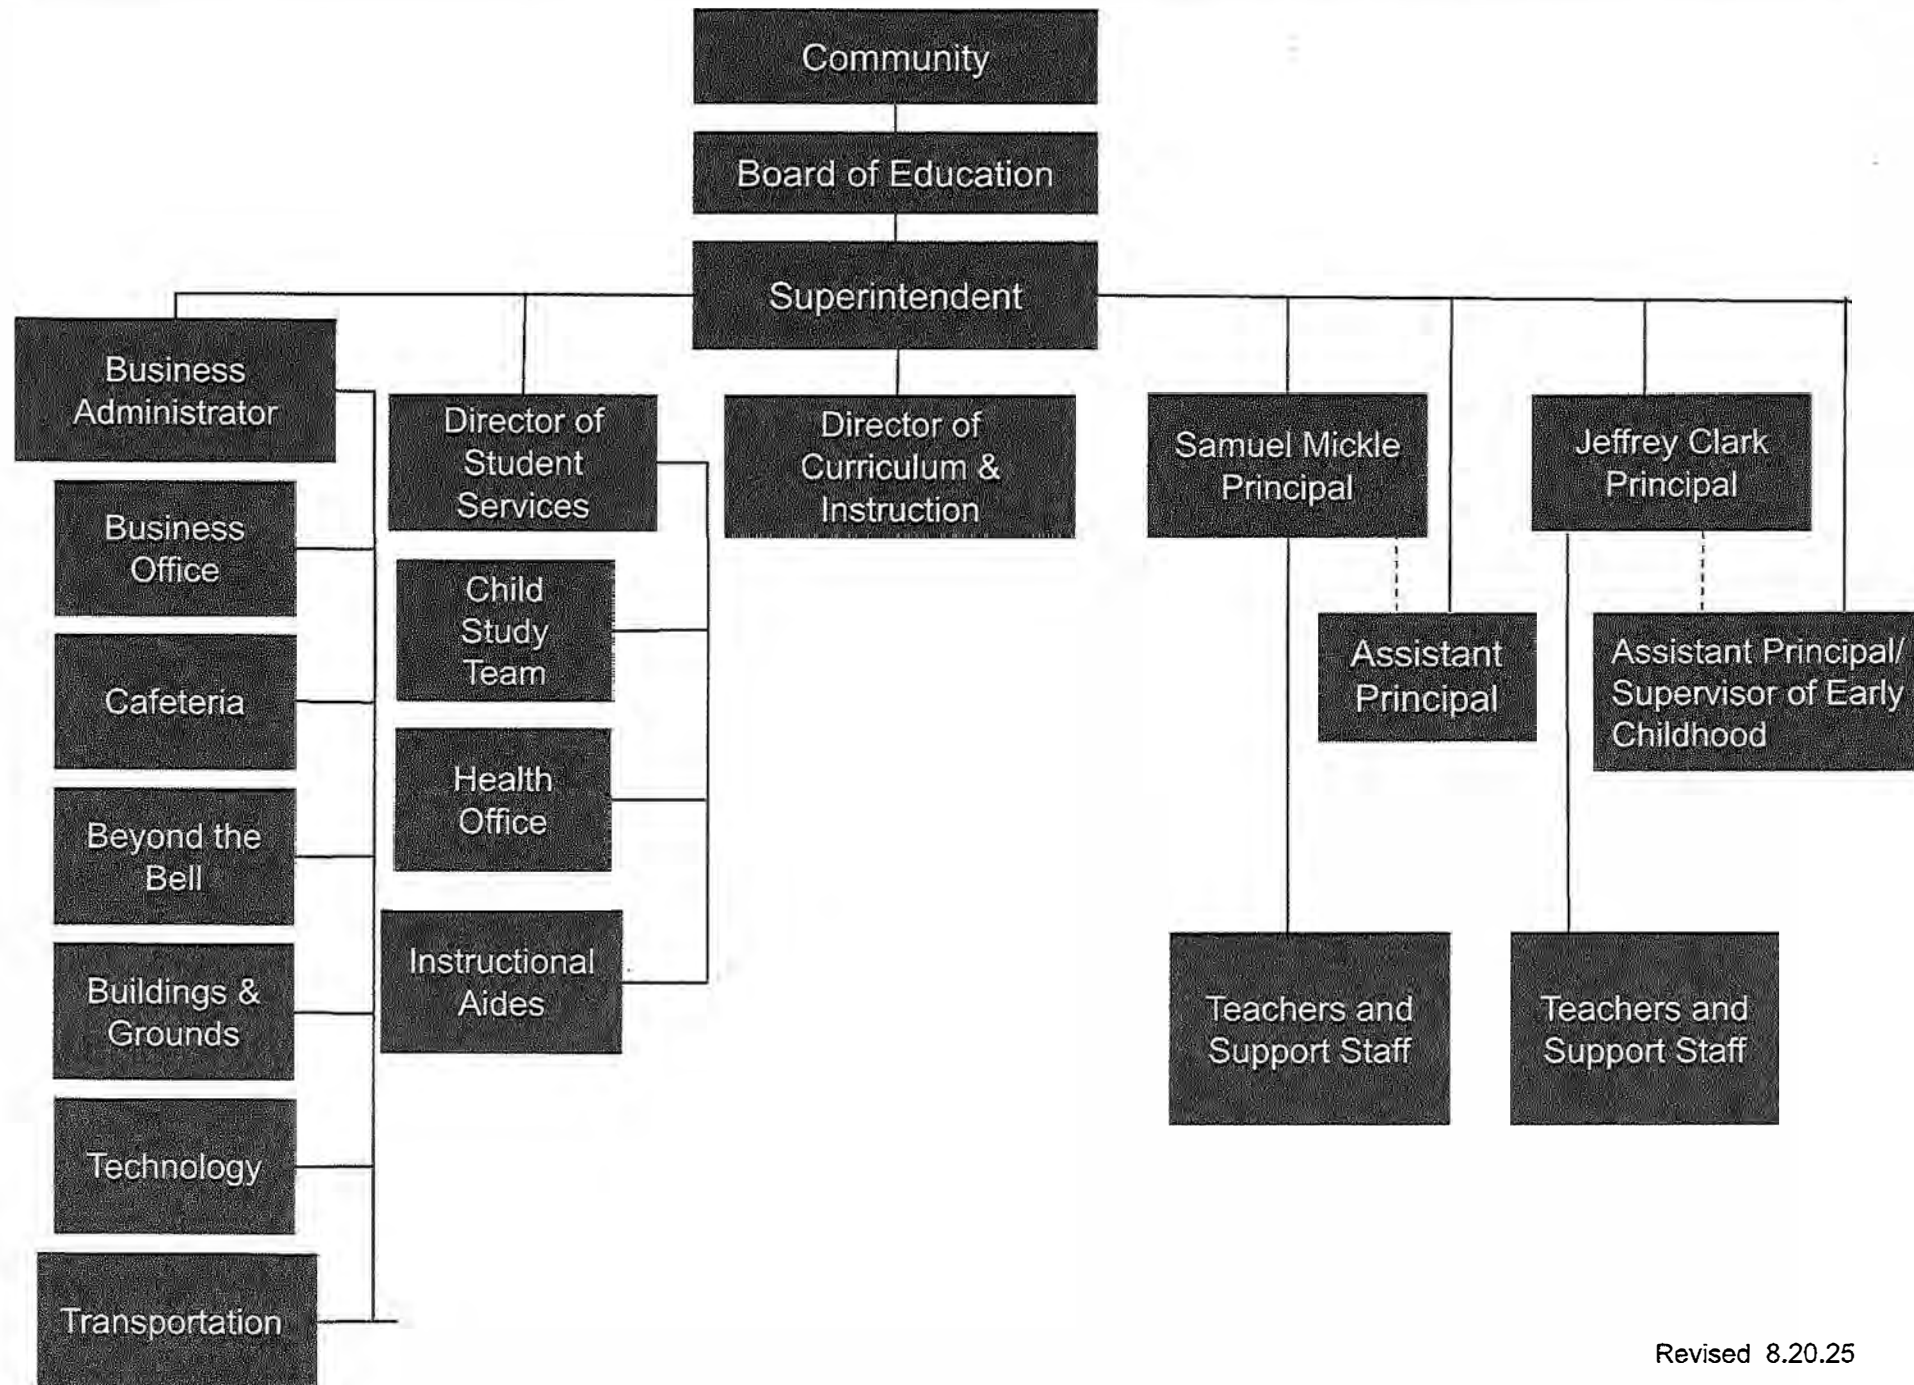 Community
Board of Education
Superintendent
Business
Administrator
Business
Office
Cafeteria
Beyond the
Bell
Buildings &
Grounds
Technology
Transportation
Director of
Student
Services
Child
Study
Team
Health
Office
Instructional
Aides
Director of
Curriculum &
Instruction
Samuel Mickle
Principal
Assistant
Principal
Teachers and
Support Staff
Jeffrey Clark
Principal
Assistant Principal/
Supervisor of Early
Childhood
Teachers and
Support Staff
Revised 8.20.25